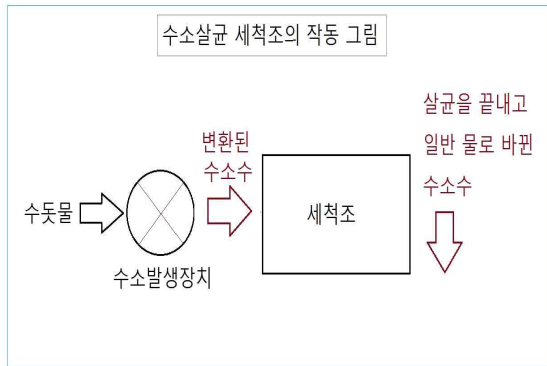 수소살균 세척조의 작동 그림
살균을 끝내고
일반 물로 바뀐
수소수
변환된
수소수
수돗물
세척조
수소발생장치